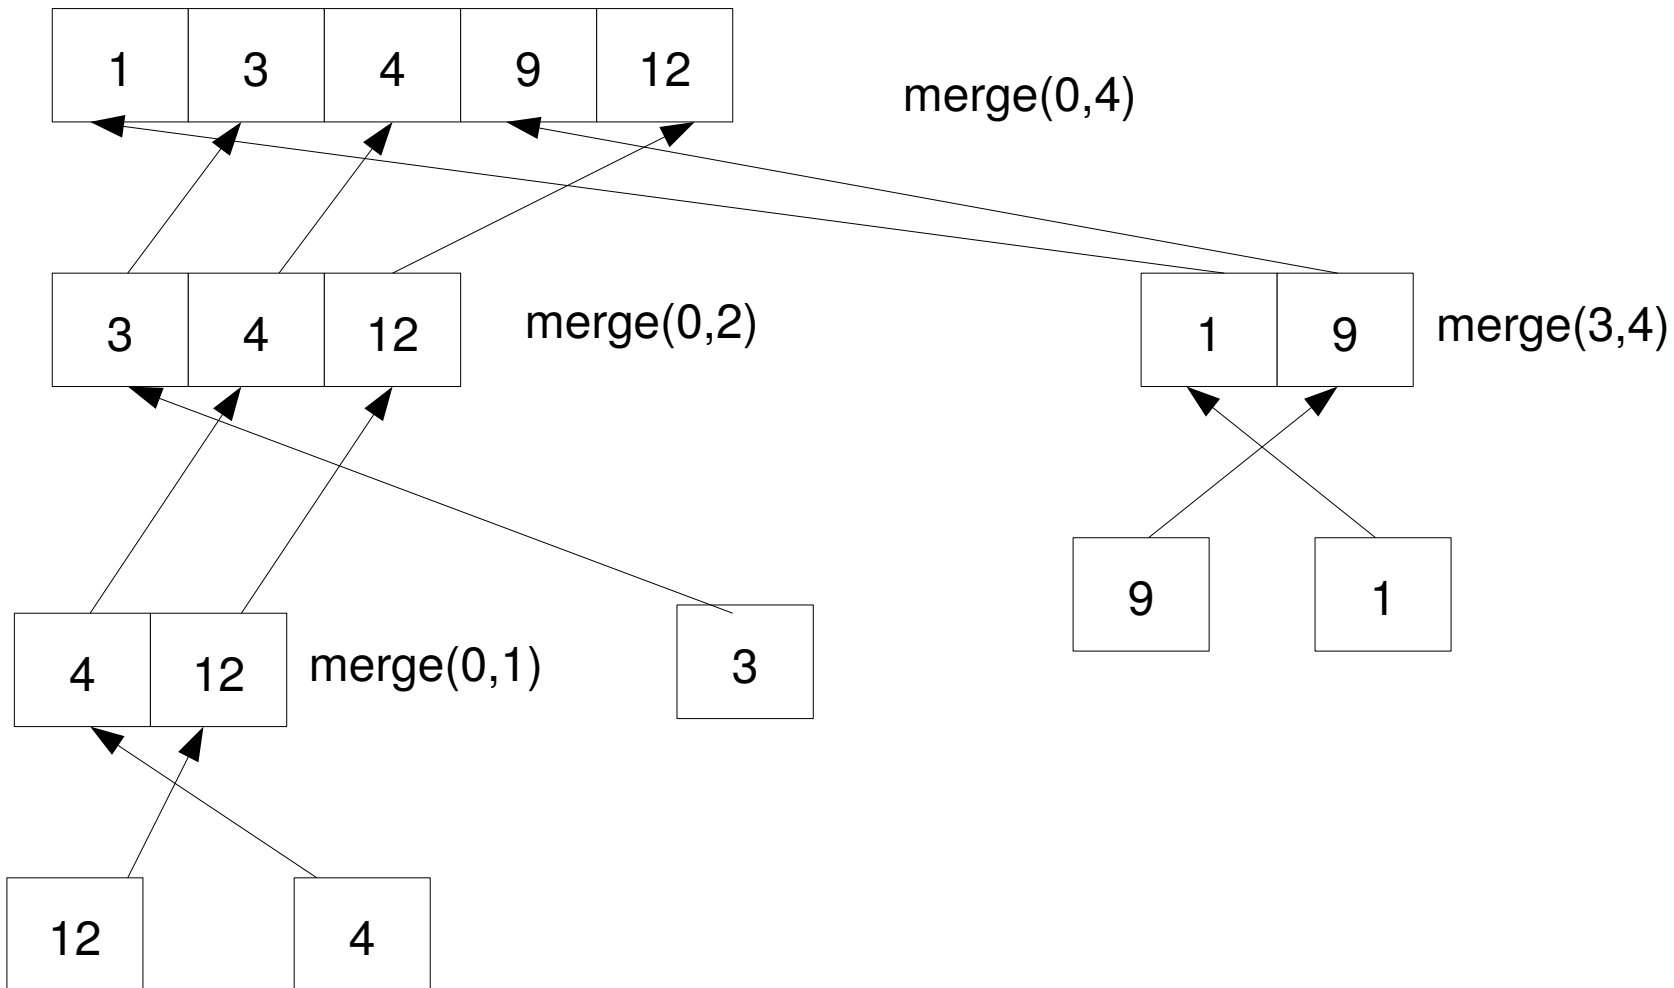 1 3 4 9 12
merge(0,4)
3 4 12 merge(0,2)
1 9 merge(3,4)
4 12 merge(0,1)
3
9 1
12 4